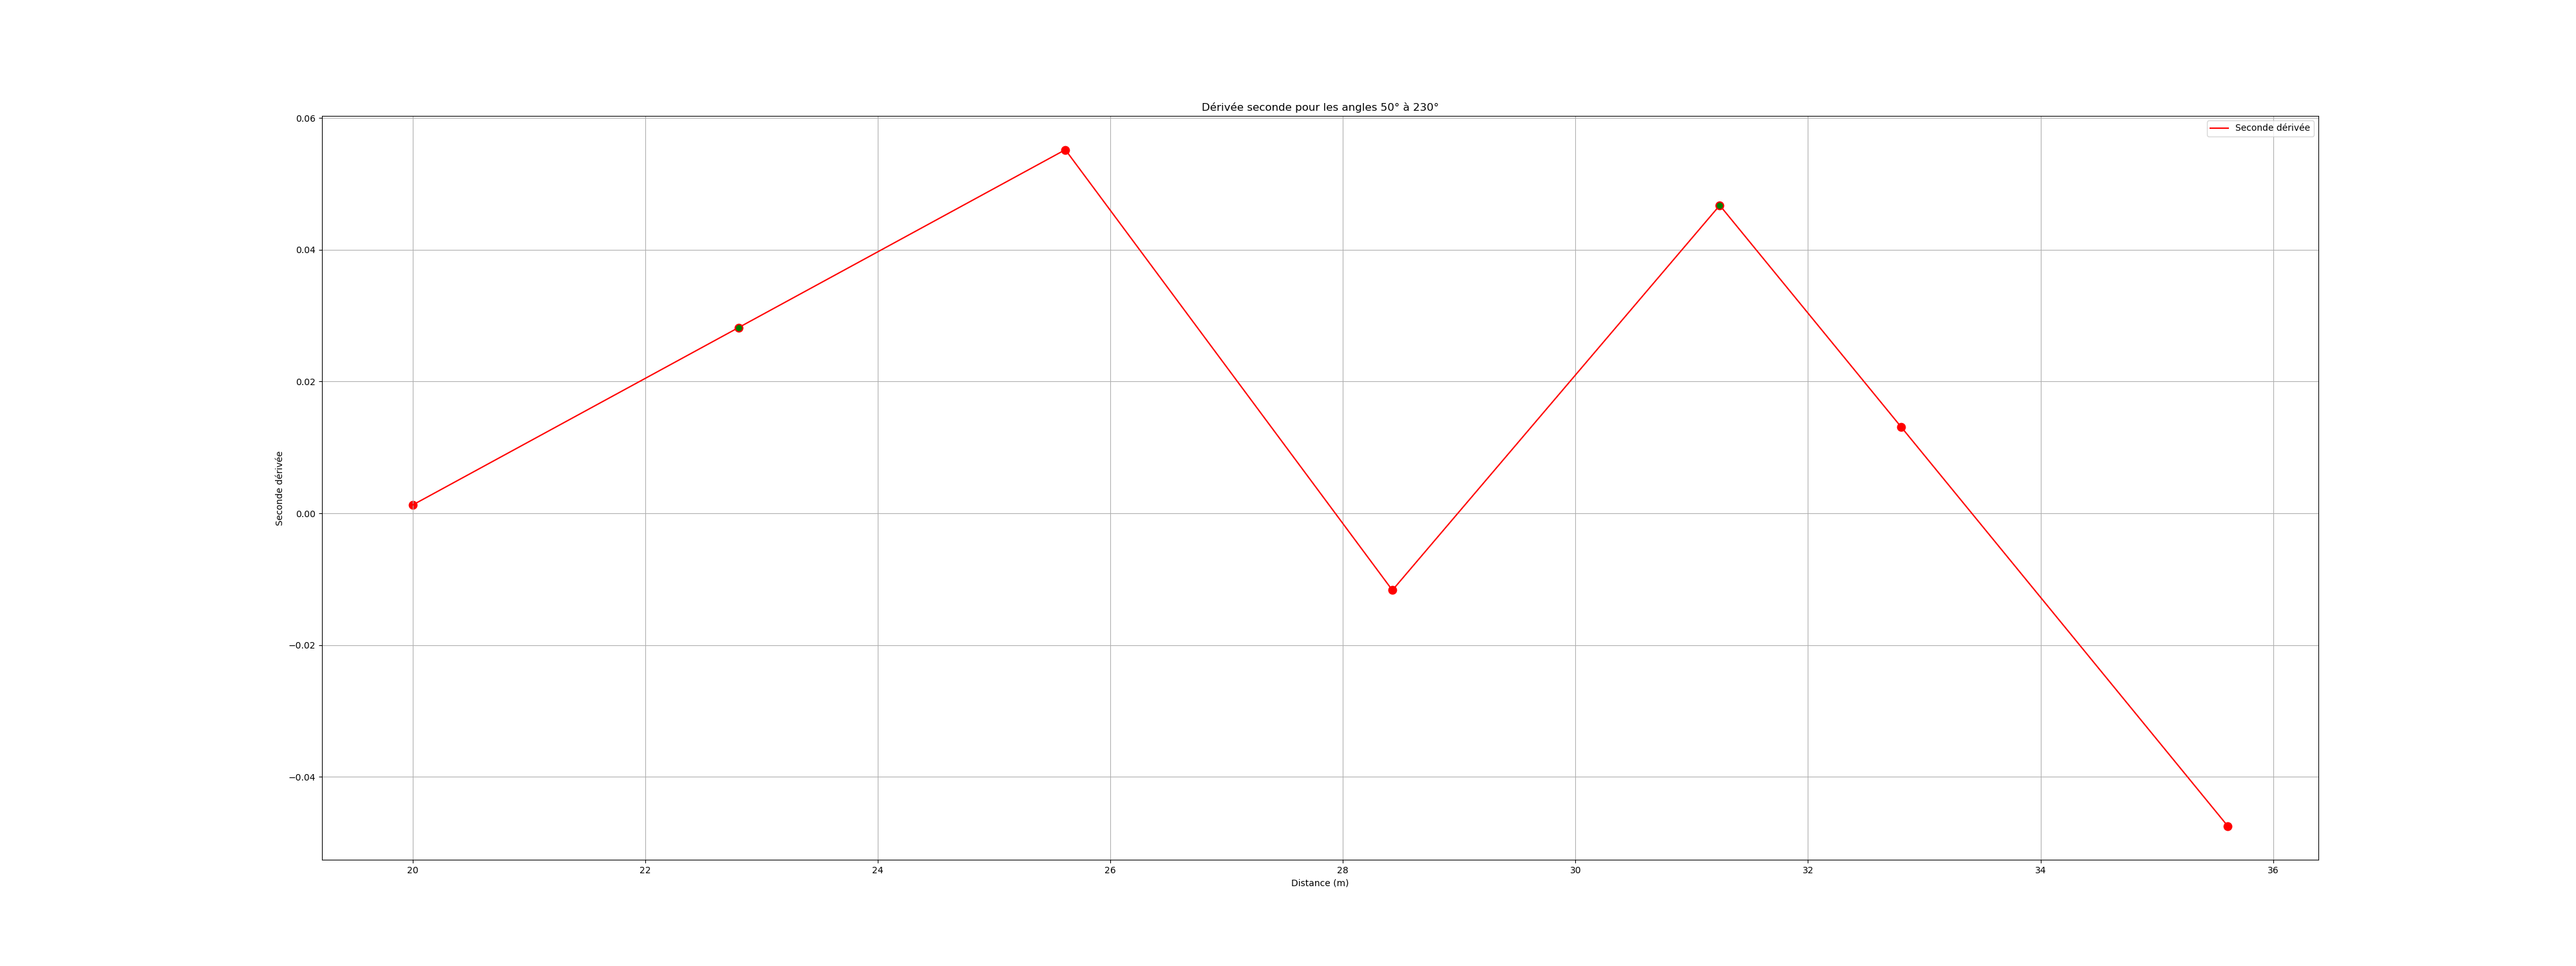 Dérivée seconde pour les angles 50° à 230°
Seconde dérivée
0.06
0.04
0.02
0.00
−0.02
−0.04
Seconde dérivée
20 22 24 26 28 30 32 34 36
Distance (m)